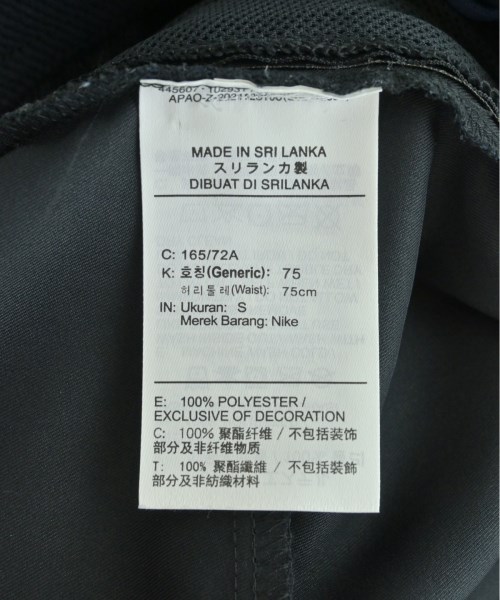 MADE IN SRI LANKA
スリランカ製
DIBUAT DI SRILANKA
C: 165/72A
K: 호칭(Generic): 75
허리둘레(Waist): 75cm
IN: Ukuran: S
Merek Barang: Nike
E: 100% POLYESTER /
EXCLUSIVE OF DECORATION
C: 100% 聚酯纤维 / 不包括装饰
部分及非纤维物质
T: 100% 聚酯纖維 / 不包括裝飾
部分及非紡織材料